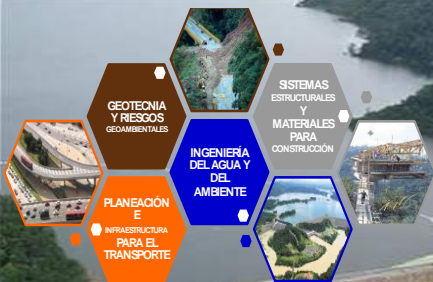 GEOTECNIA
Y RIESGOS
GEOAMBIENTALES
SISTEMAS
ESTRUCTURALES
Y
MATERIALES
PARA
CONSTRUCCIÓN
INGENIERÍA
DEL AGUA Y
DEL
AMBIENTE
PLANEACIÓN
E
INFRAESTRUCTURA
PARA EL
TRANSPORTE